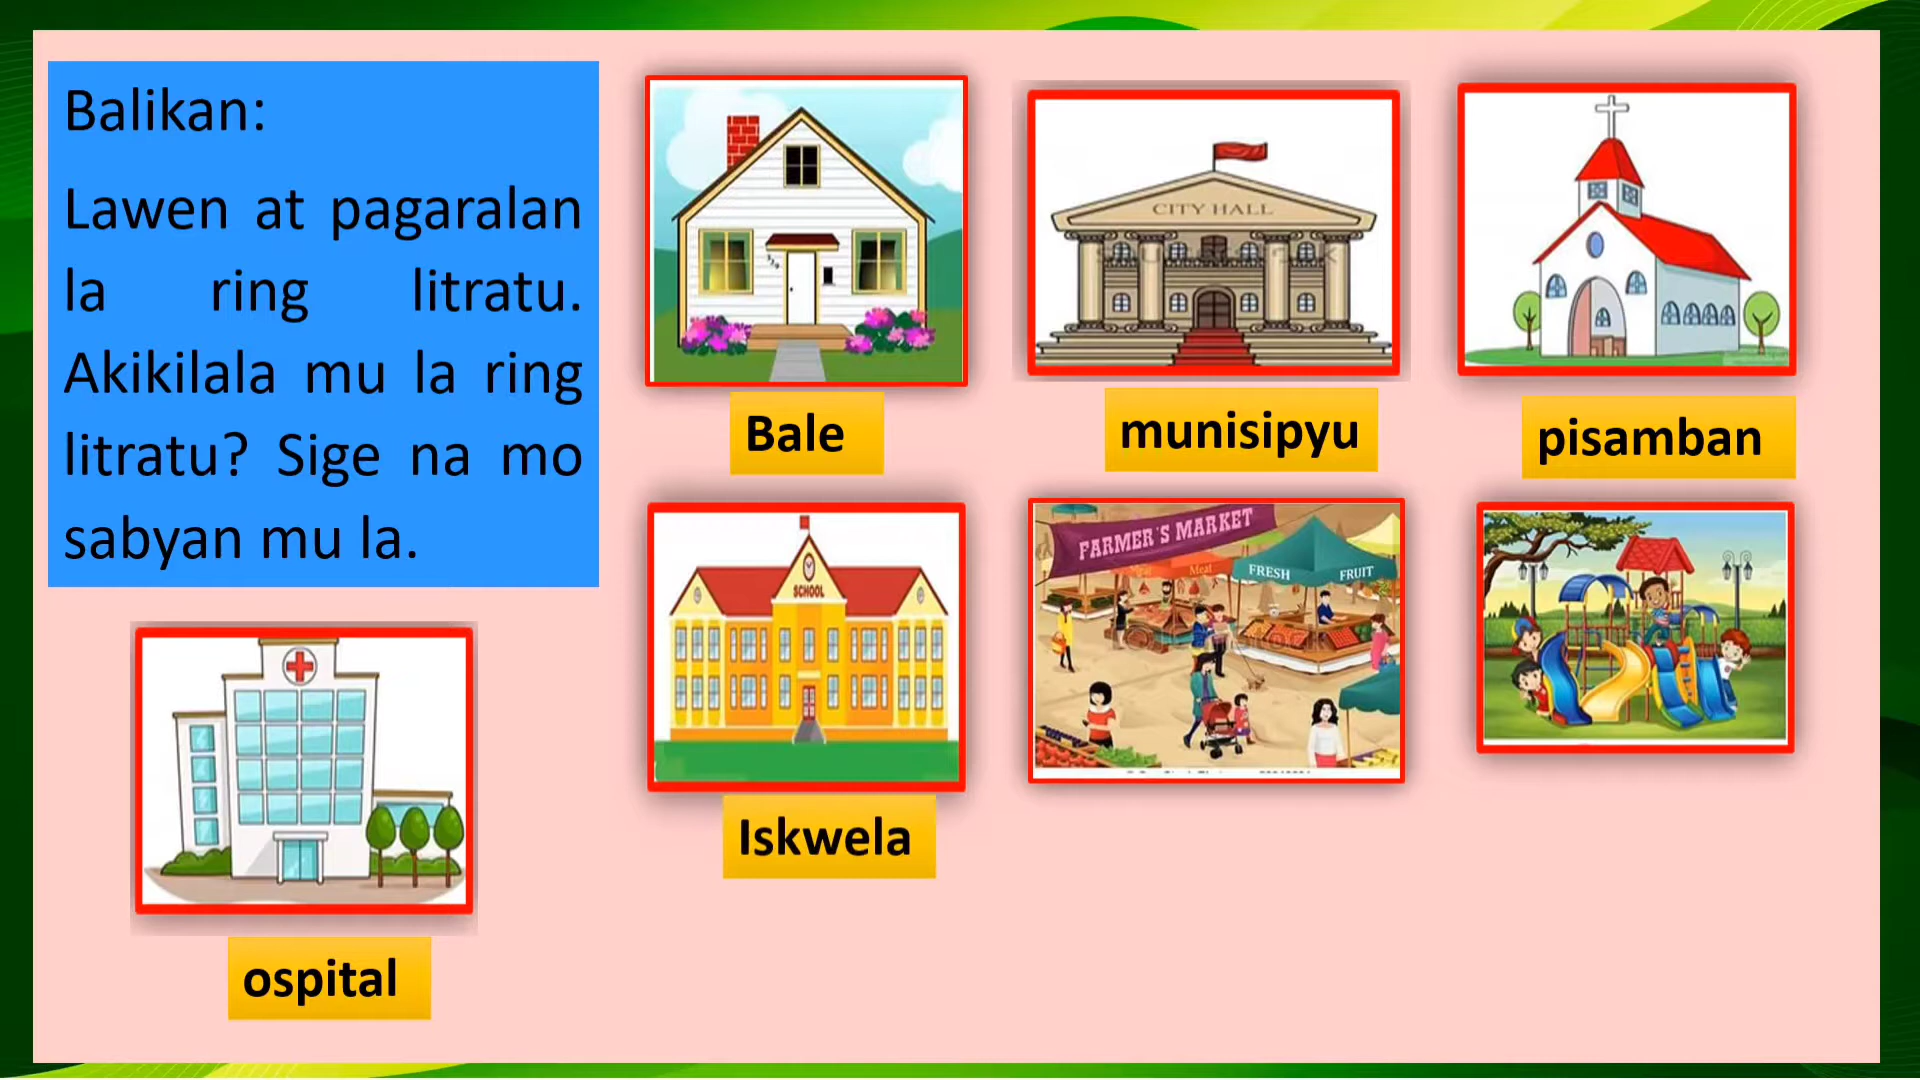 Balikan:
Lawen at pagaralan
la ring litratu.
Akikilala mu la ring
litratu? Sige na mo
sabyan mu la.
Bale
CITY HALL
munisipyu
pisamban
SCHOOL
Iskwela
FARMER'S MARKET
Meat
FRESH
FRUIT
ospital